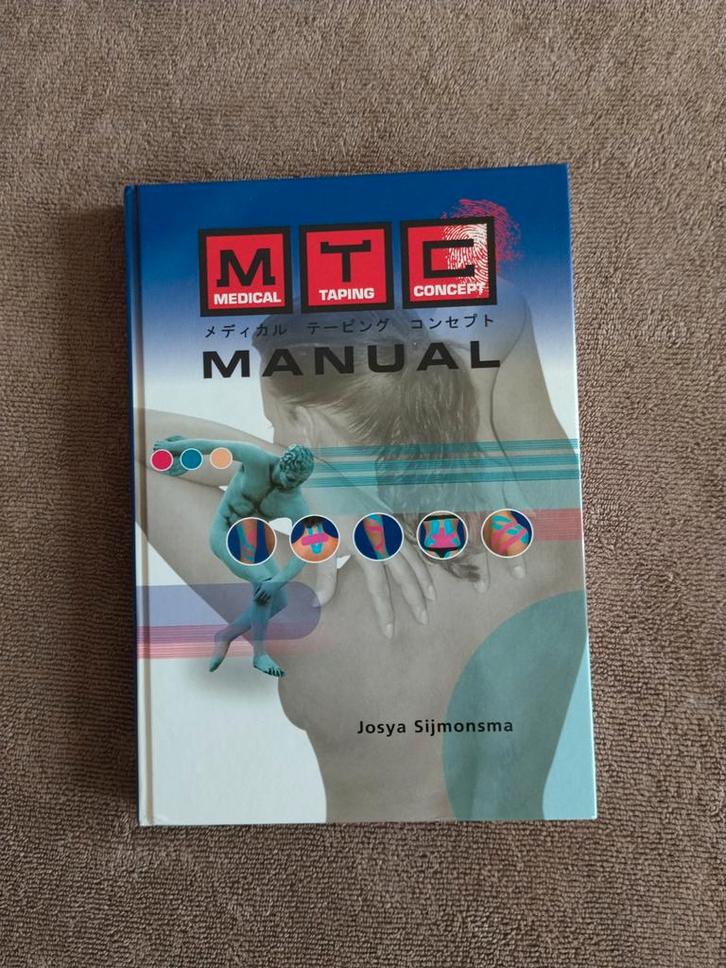 M T C
MEDICAL TAPING CONCEPT
メディカル テーピング コンセプト
MANUAL
Josya Sijmonsma